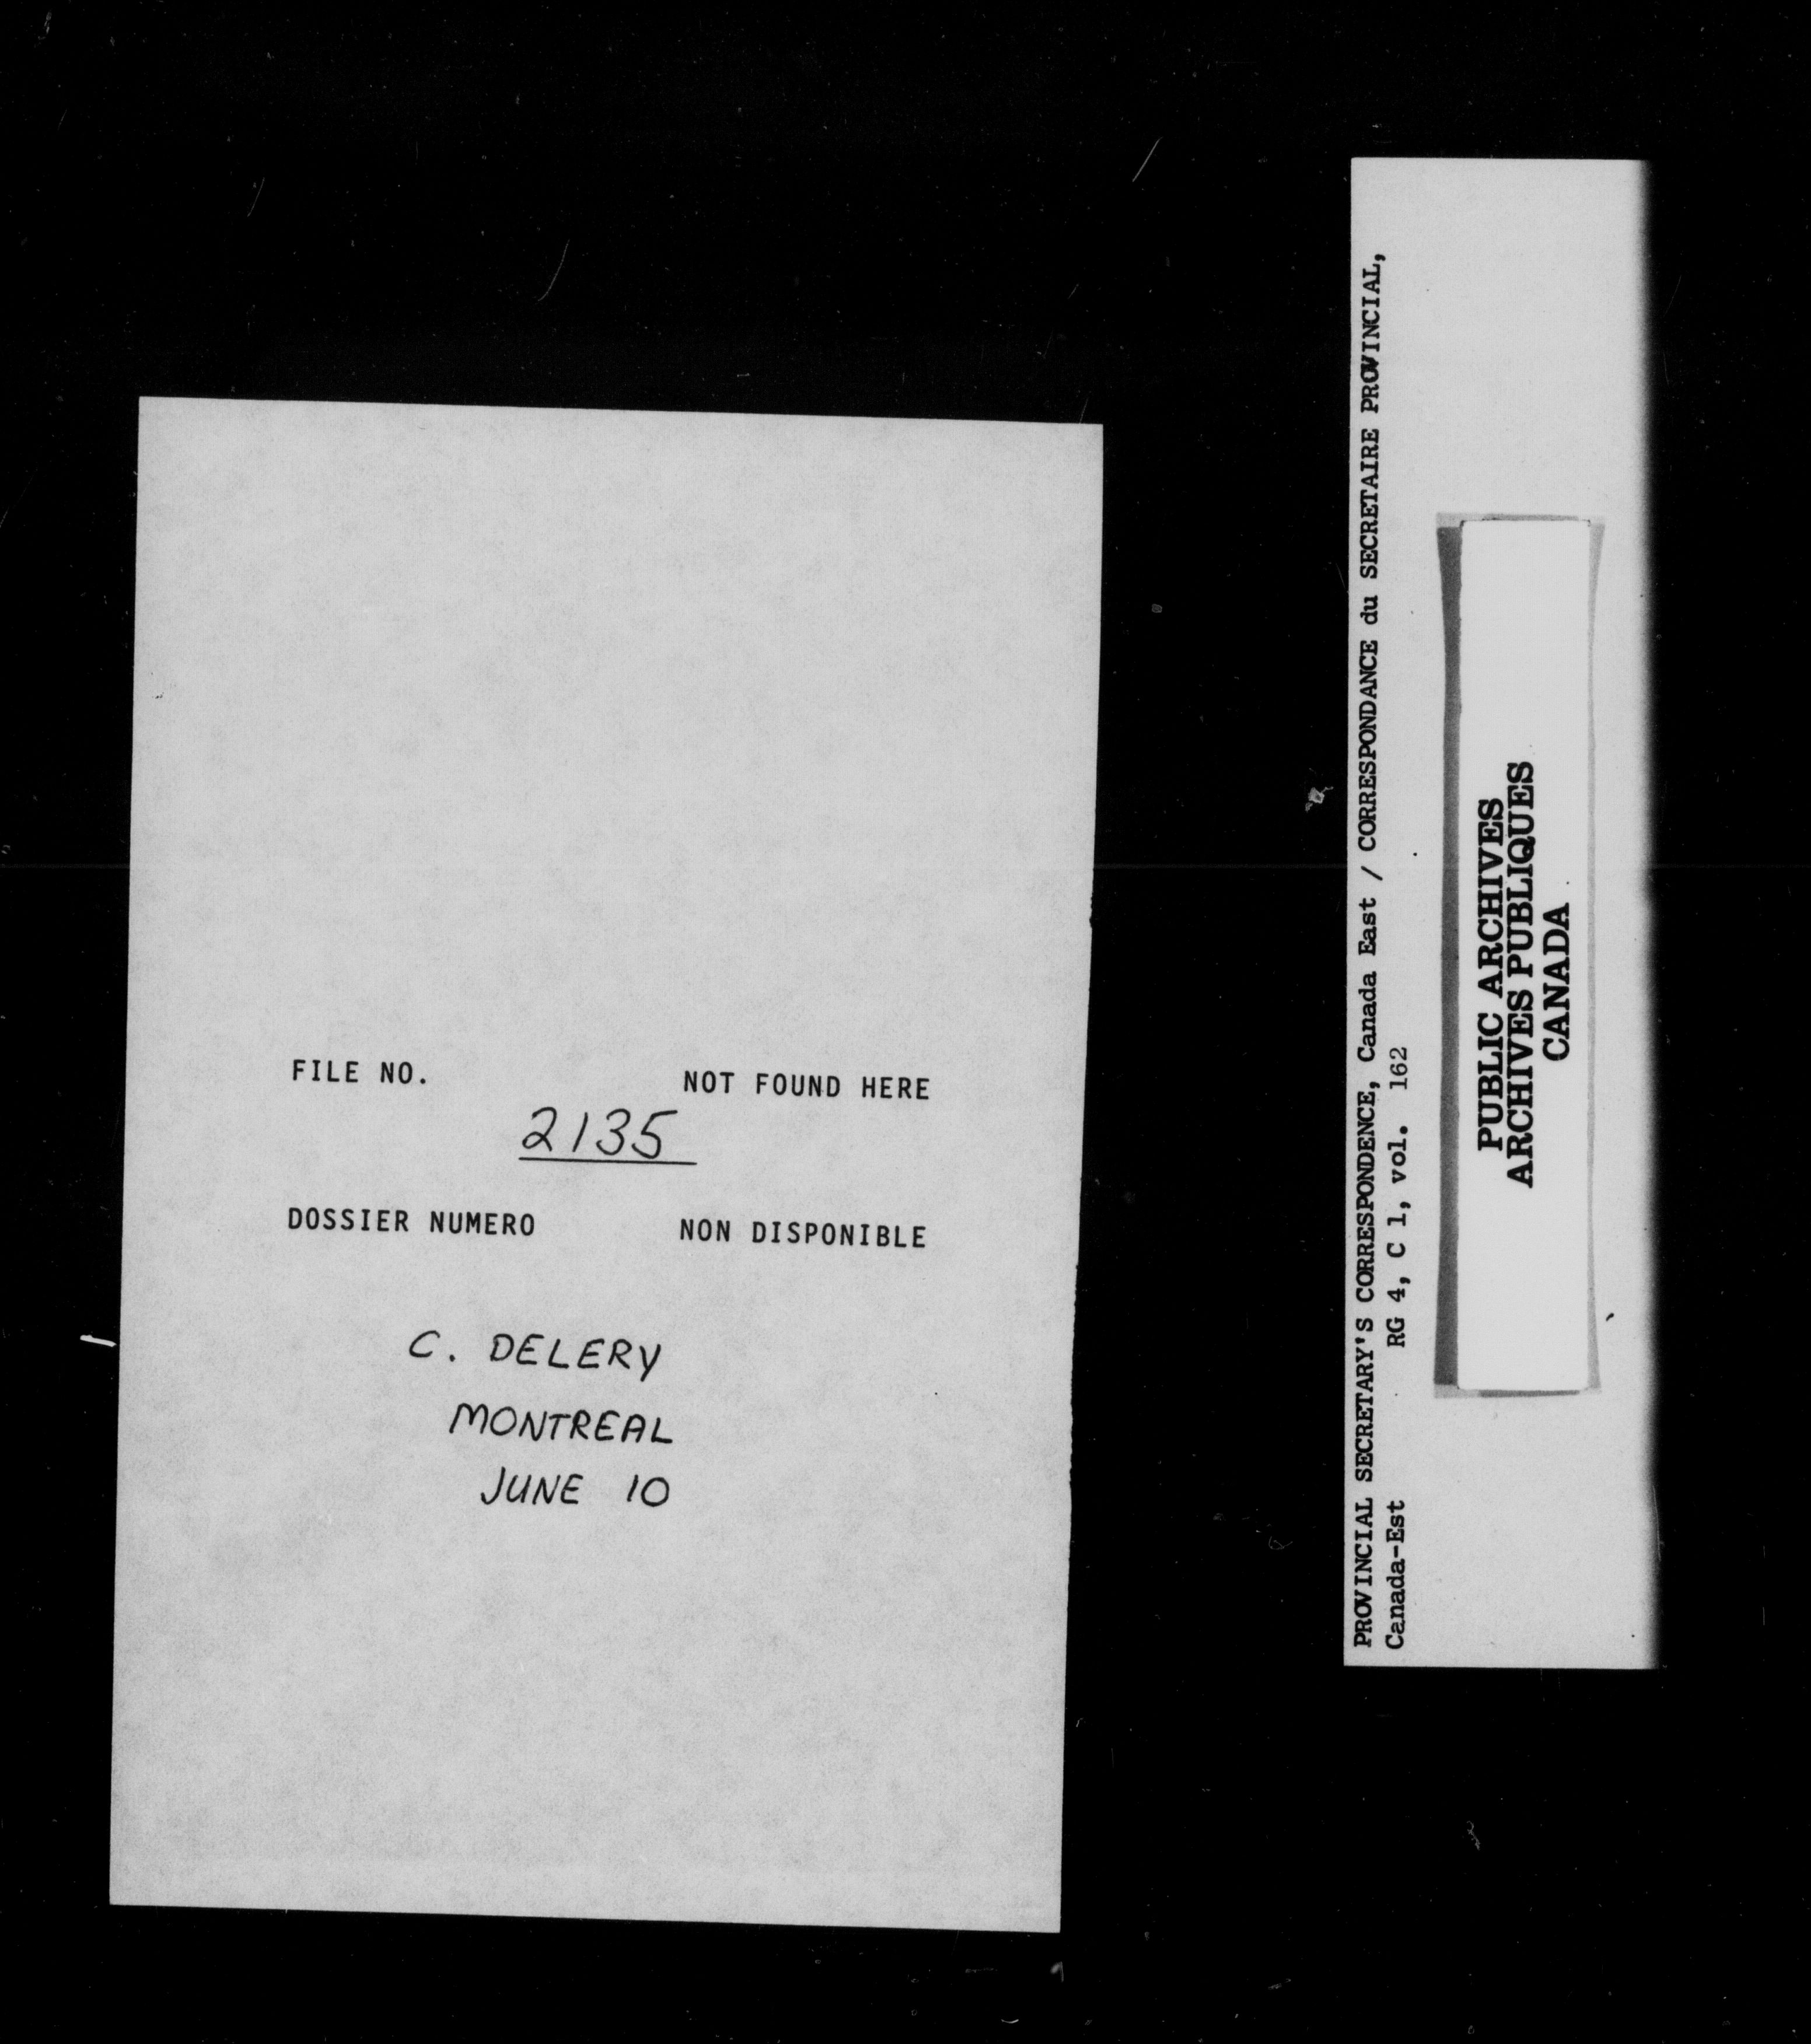 FILE NO. NOT FOUND HERE
2135
DOSSIER NUMERO NON DISPONIBLE
C. DELERY
MONTREAL
JUNE 10
PROVINCIAL SECRETARY'S CORRESPONDENCE, Canada East / CORRESPONDANCE du SECRETAIRE PROVINCIAL,
Canada-Est RG 4, C 1, vol. 162
PUBLIC ARCHIVES
ARCHIVES PUBLIQUES
CANADA